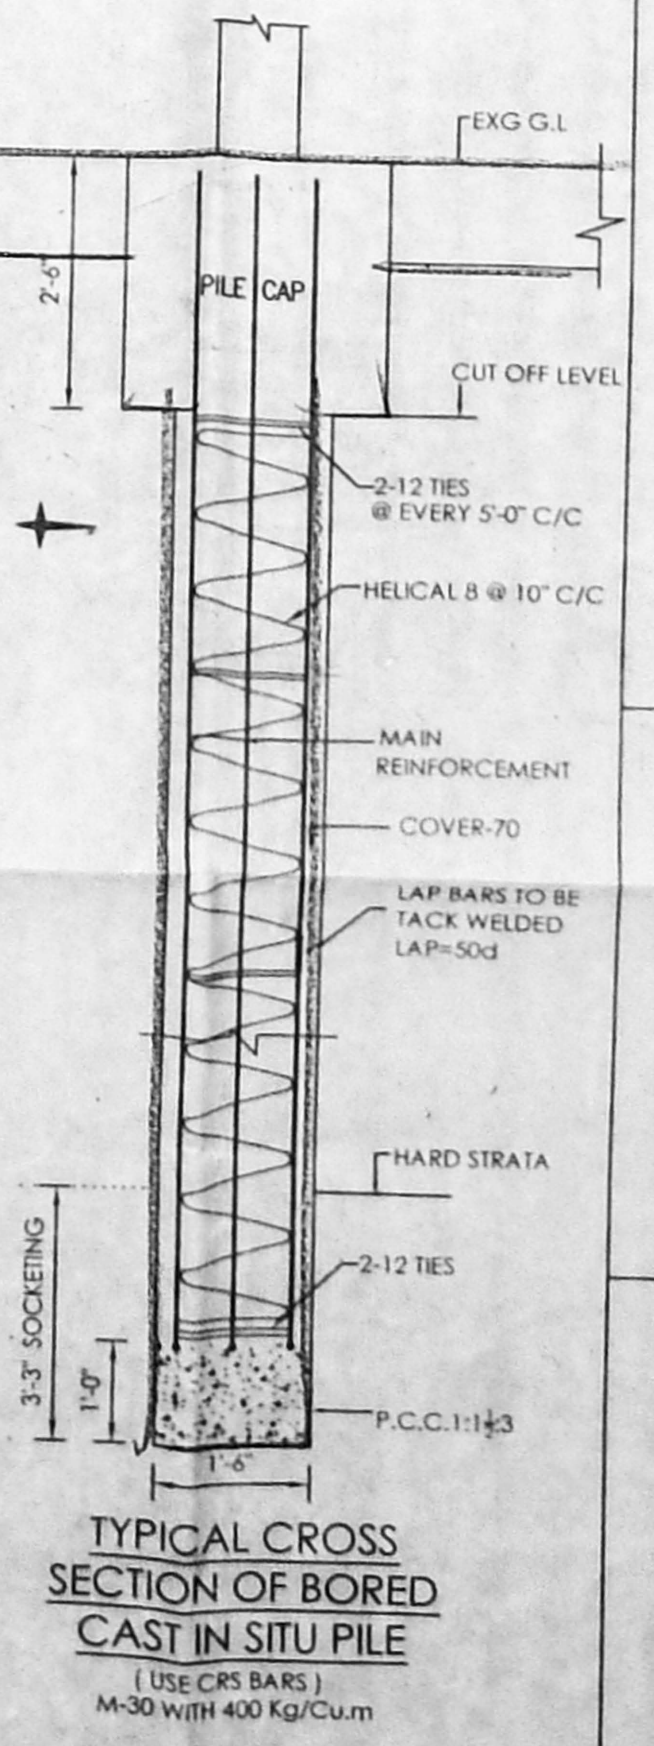 EXG G.L
2'-6"
PILE CAP
CUT OFF LEVEL
2-12 TIES
@ EVERY 5'-0" C/C
HELICAL 8 @ 10" C/C
MAIN
REINFORCEMENT
COVER-70
LAP BARS TO BE
TACK WELDED
LAP=50d
HARD STRATA
3'-3" SOCKETING
2-12 TIES
1'-0"
P.C.C.1:1½:3
1'-6"
TYPICAL CROSS
SECTION OF BORED
CAST IN SITU PILE
( USE CRS BARS )
M-30 WITH 400 Kg/Cu.m